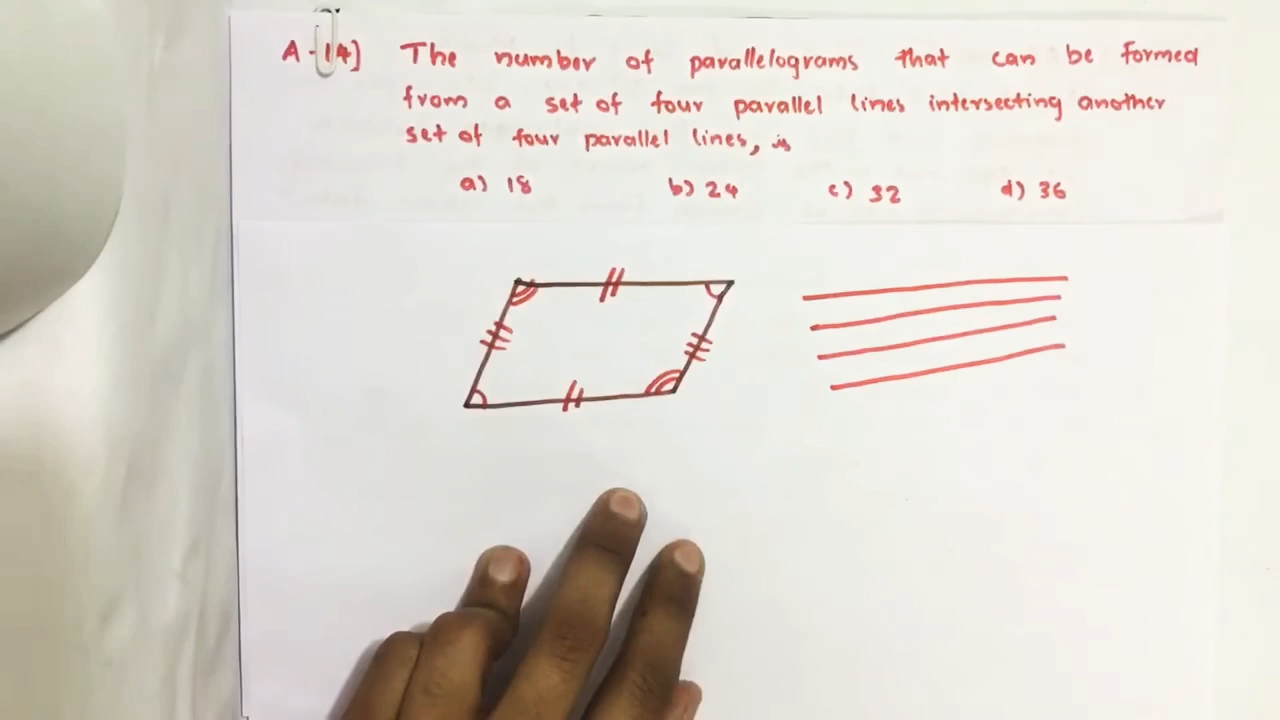 A-14] The number of parallelograms that can be formed
from a set of four parallel lines intersecting another
set of four parallel lines, is
a) 18 b) 24 c) 32 d) 36